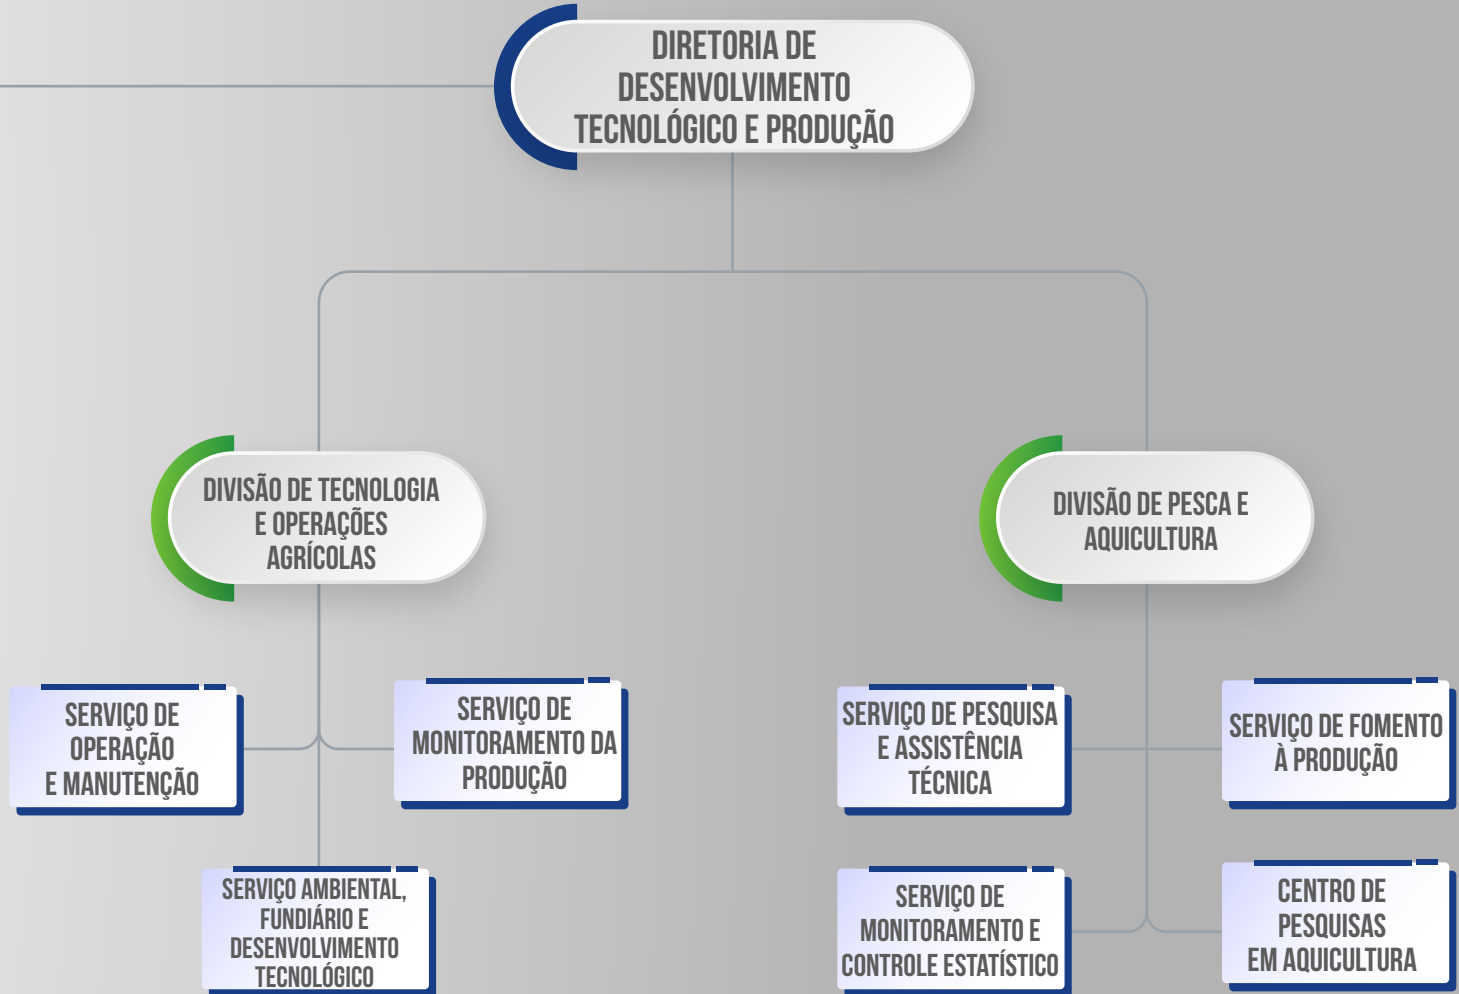 DIRETORIA DE
DESENVOLVIMENTO
TECNOLÓGICO E PRODUÇÃO
DIVISÃO DE TECNOLOGIA
E OPERAÇÕES
AGRÍCOLAS
DIVISÃO DE PESCA E
AQUICULTURA
SERVIÇO DE
OPERAÇÃO
E MANUTENÇÃO
SERVIÇO DE
MONITORAMENTO DA
PRODUÇÃO
SERVIÇO DE PESQUISA
E ASSISTÊNCIA
TÉCNICA
SERVIÇO DE FOMENTO
À PRODUÇÃO
SERVIÇO AMBIENTAL,
FUNDIÁRIO E
DESENVOLVIMENTO
TECNOLÓGICO
SERVIÇO DE
MONITORAMENTO E
CONTROLE ESTATÍSTICO
CENTRO DE
PESQUISAS
EM AQUICULTURA